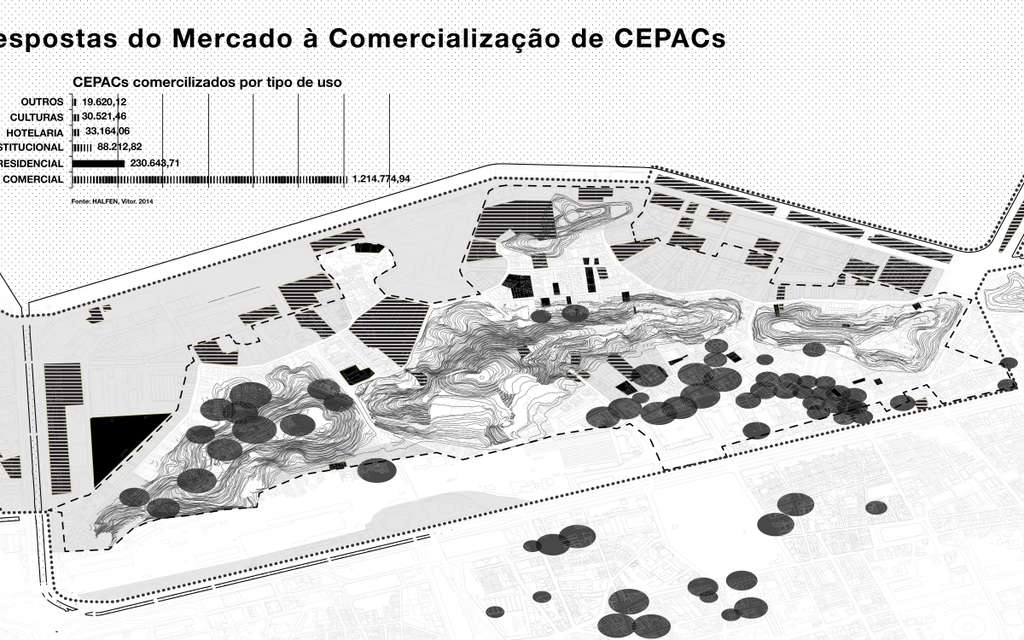 espostas do Mercado à Comercialização de CEPACs
CEPACs comercilizados por tipo de uso
OUTROS 19.620,12
CULTURAS 30.521,46
HOTELARIA 33.164,06
STITUCIONAL 88.212,82
RESIDENCIAL 230.643,71
COMERCIAL 1.214.774,94
Fonte: HALFEN, Vitor. 2014